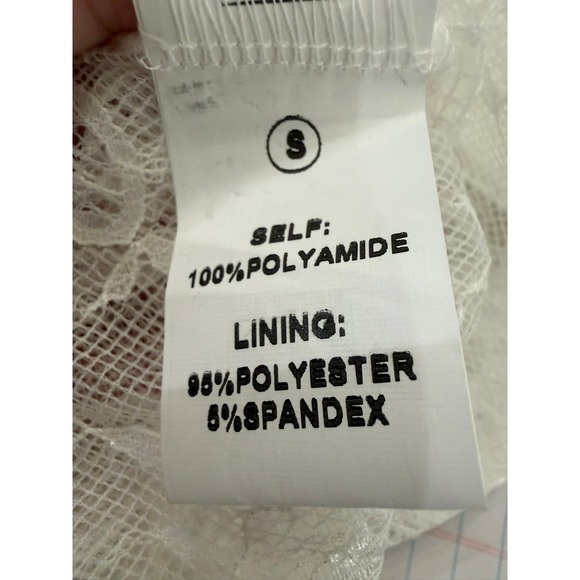 S
SELF:
100%POLYAMIDE
LINING:
95%POLYESTER
5%SPANDEX